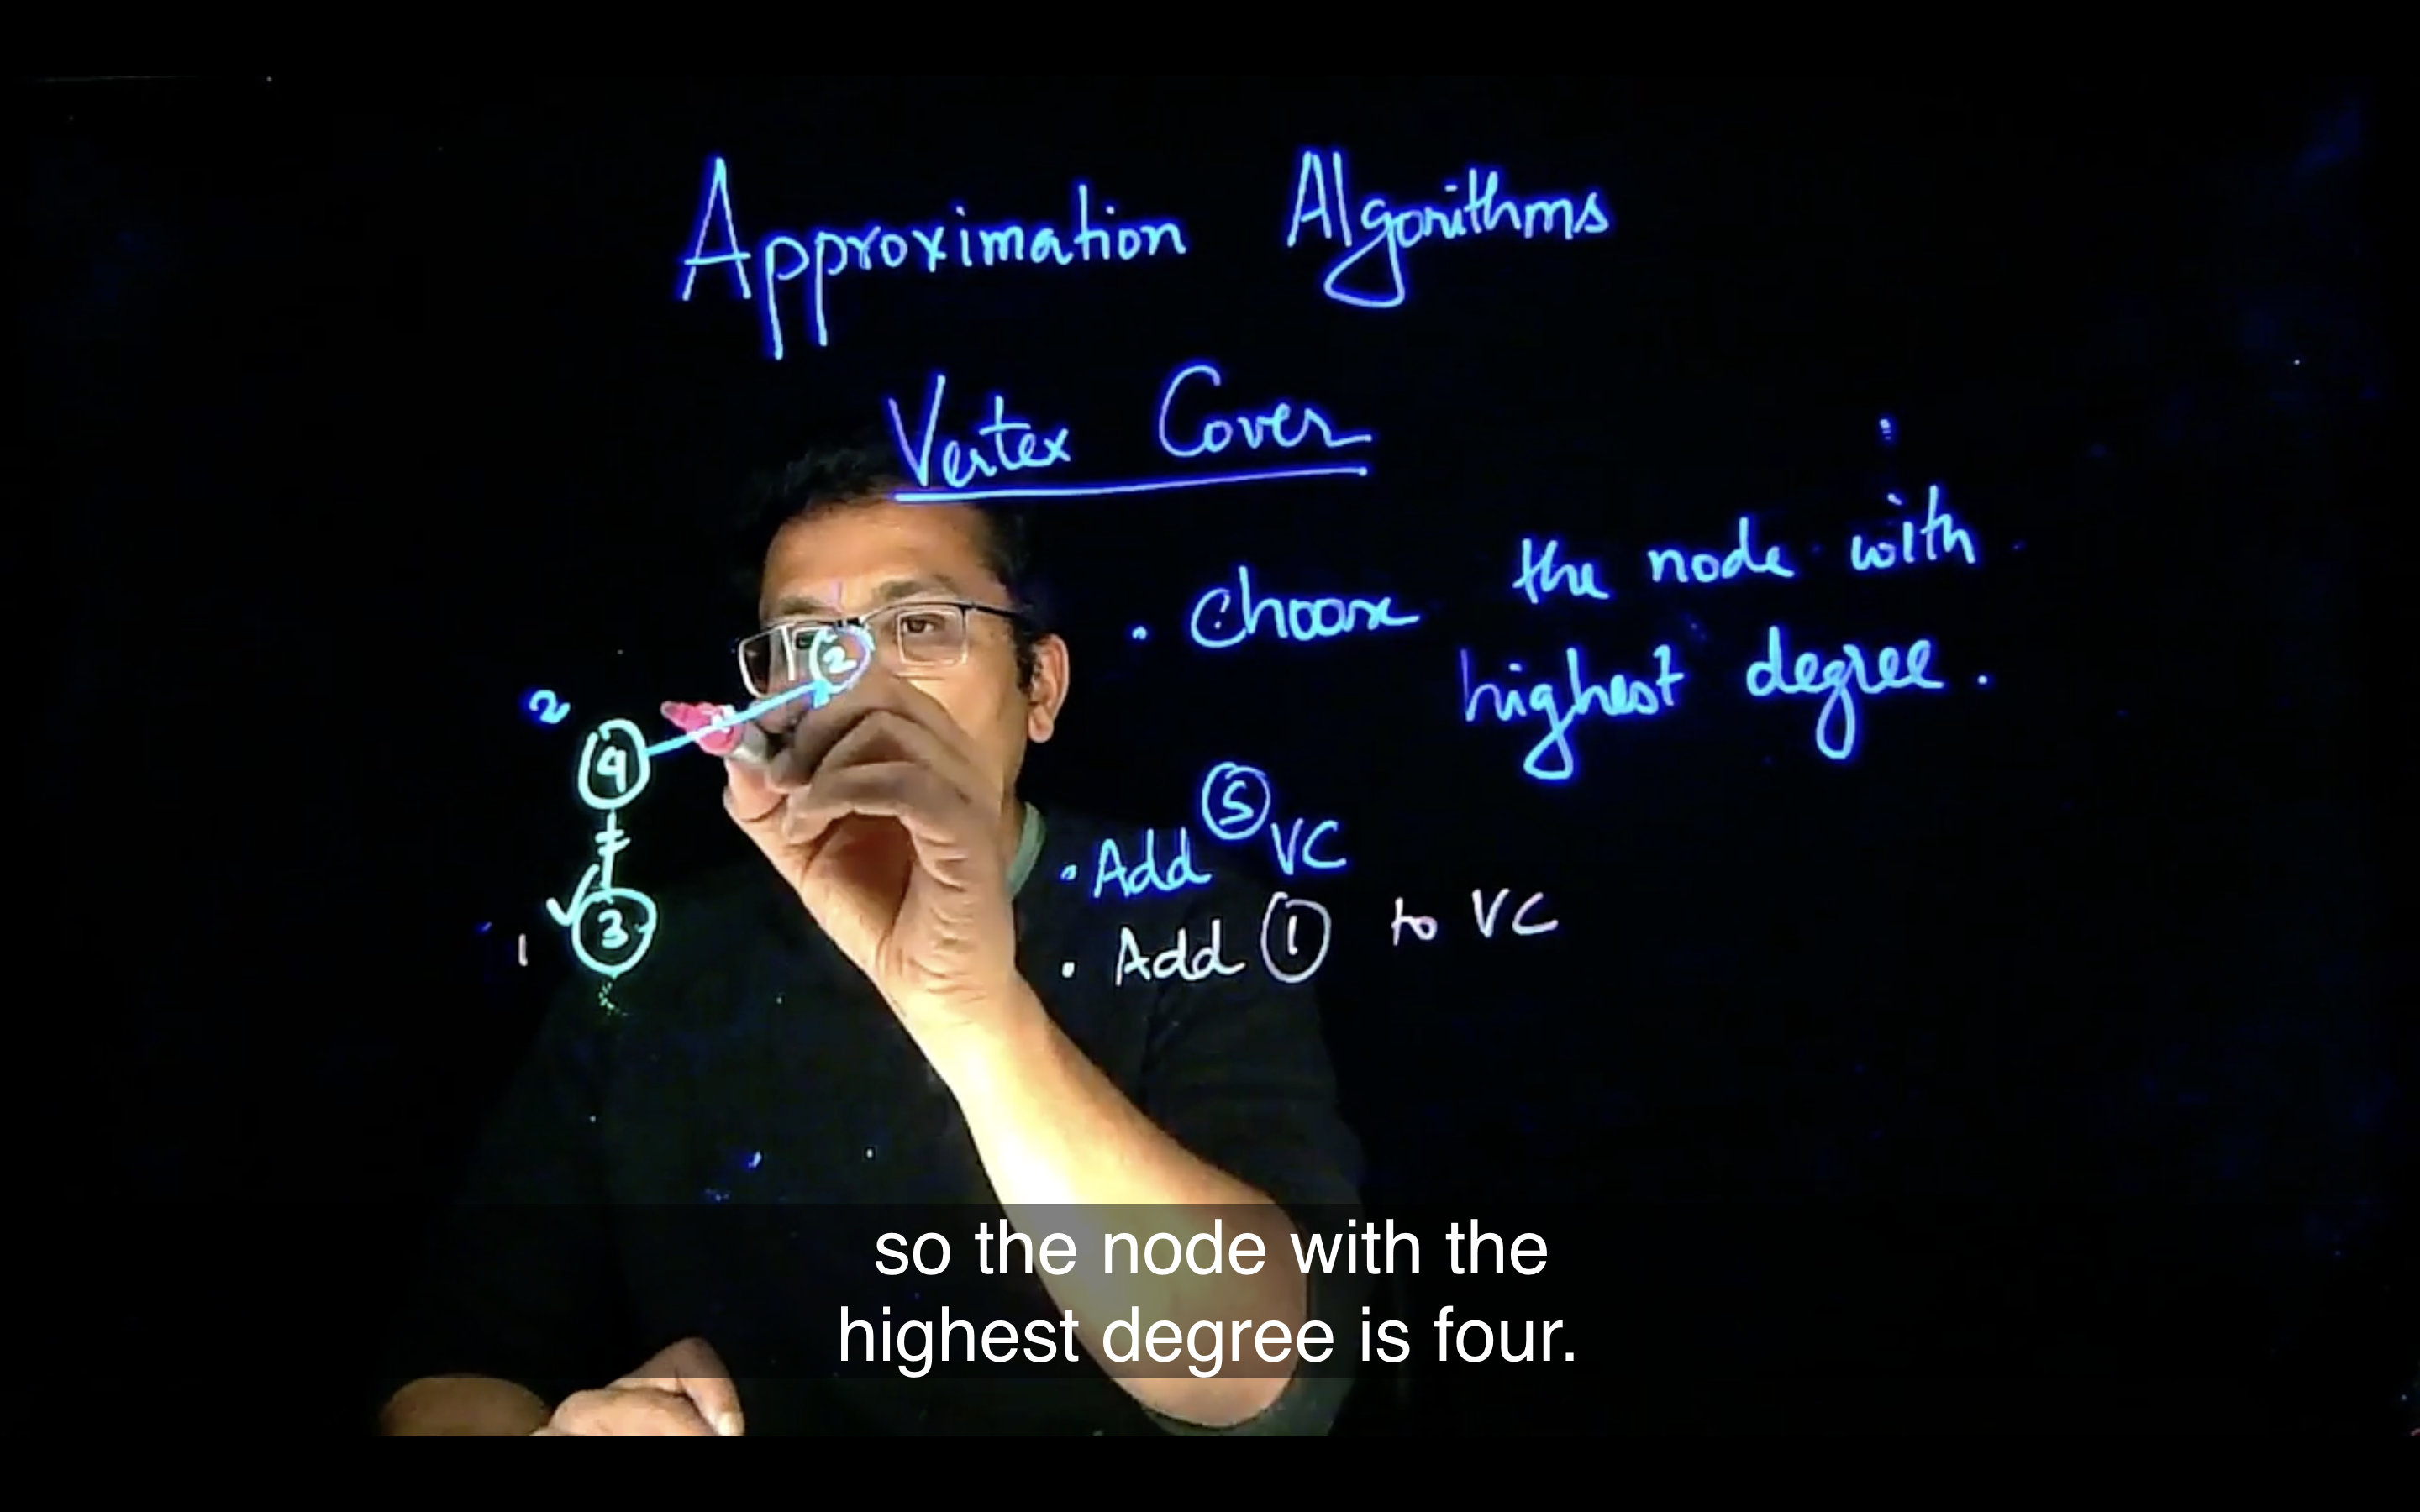 Approximation Algorithms
Vertex Cover
. Choose the node with
highest degree.
2
2
4
3
1
. Add 5 VC
. Add 1 to VC
so the node with the
highest degree is four.